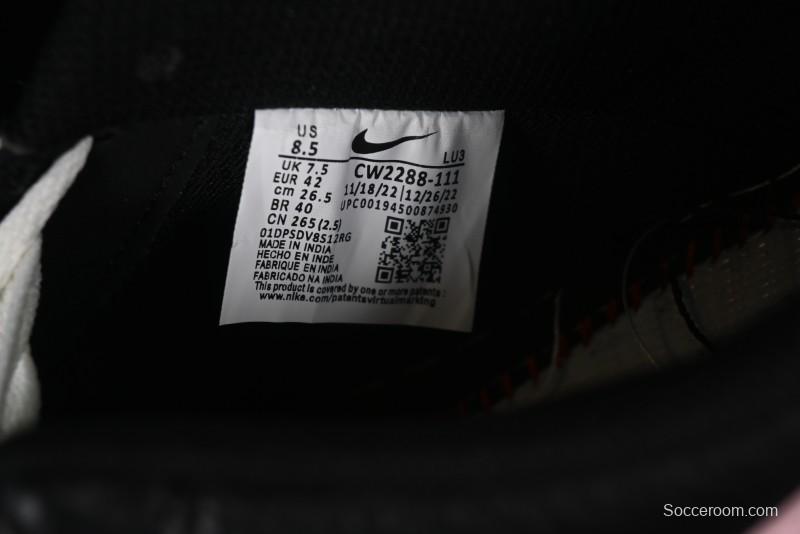 US
8.5
LU3
UK 7.5
EUR 42
cm 26.5
BR 40
CN 265 (2.5)
CW2288-111
11/18/22 | 12/26/22
UPC00194500874930
01DPSDV8S12RG
MADE IN INDIA
HECHO EN INDE
FABRIQUE EN INDIA
FABRICADO NA INDIA
This product is covered by one or more patents :
www.nike.com/patentsvirtualmarking
Socceroom.com